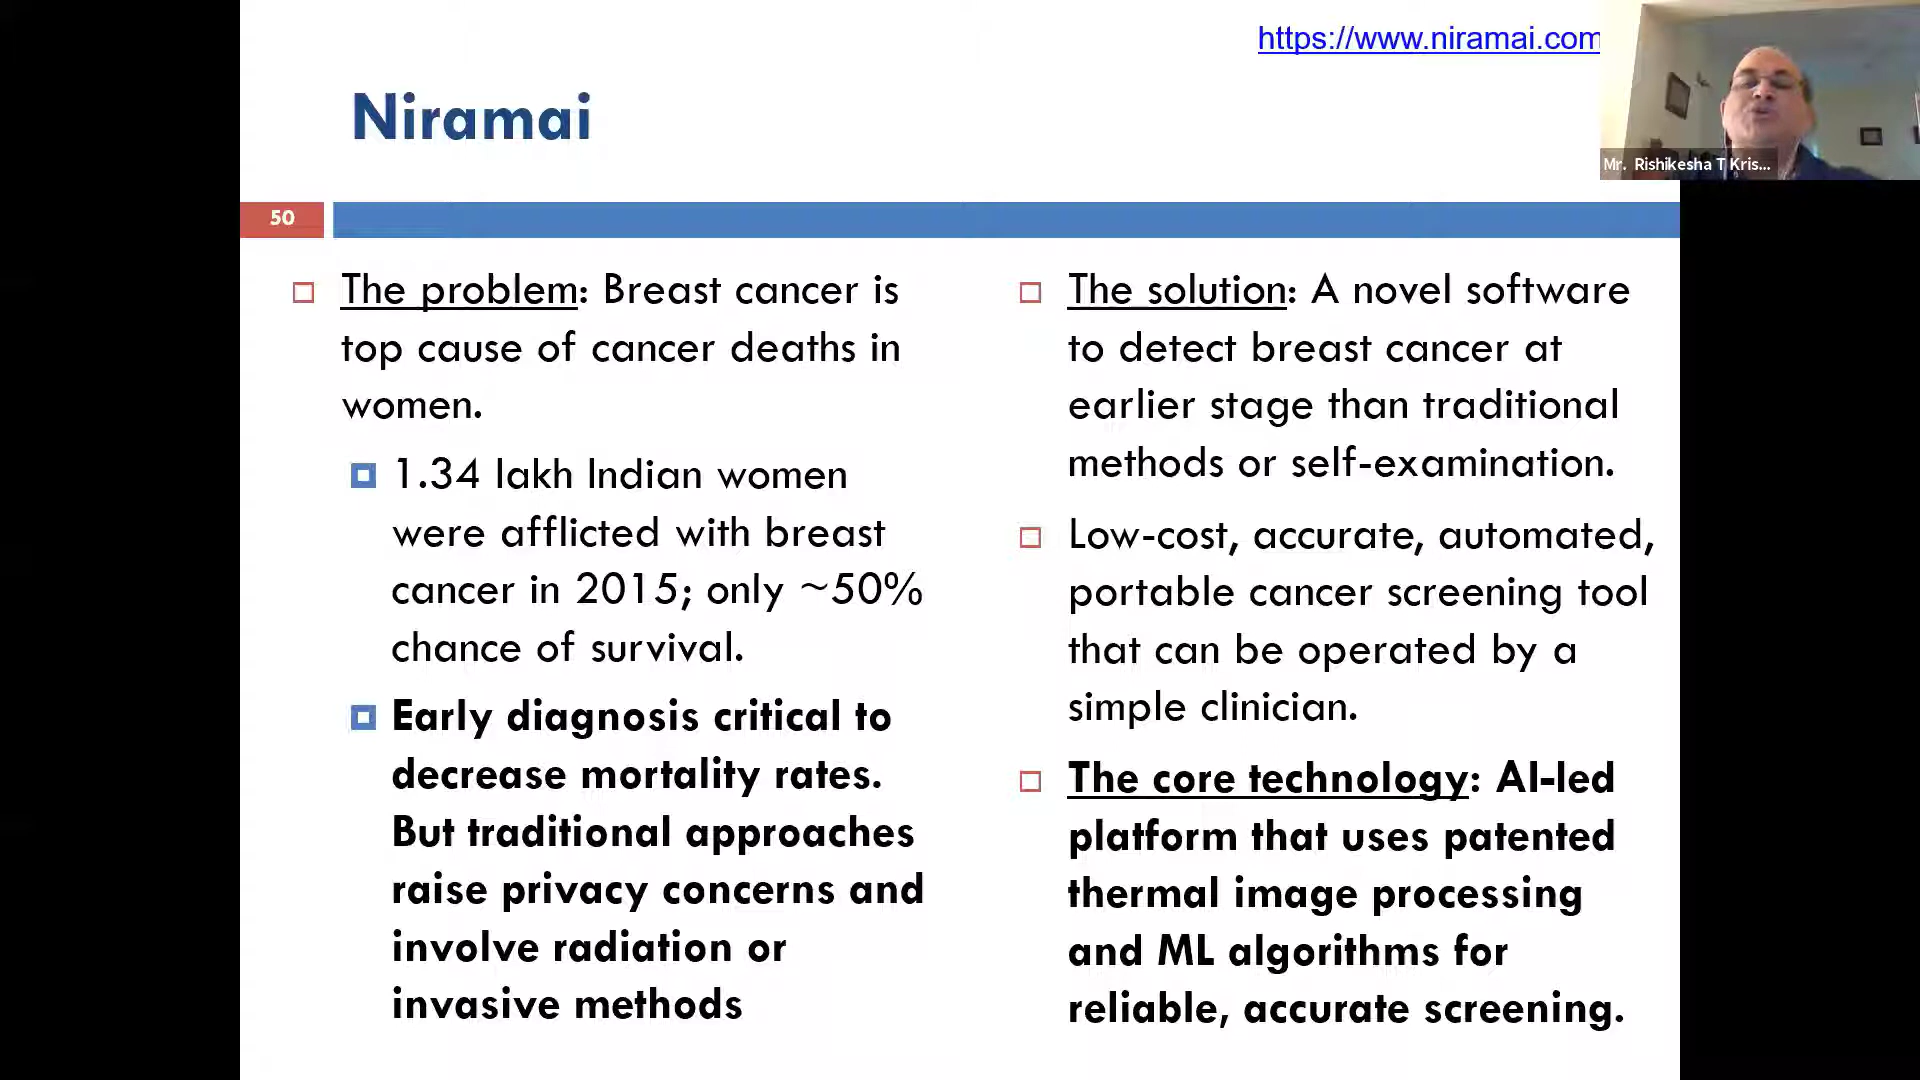 https://www.niramai.com
Niramai
Mr. Rishikesha T Kris...
50
The problem: Breast cancer is
top cause of cancer deaths in
women.
1.34 lakh Indian women
were afflicted with breast
cancer in 2015; only ~50%
chance of survival.
Early diagnosis critical to
decrease mortality rates.
But traditional approaches
raise privacy concerns and
involve radiation or
invasive methods
The solution: A novel software
to detect breast cancer at
earlier stage than traditional
methods or self-examination.
Low-cost, accurate, automated,
portable cancer screening tool
that can be operated by a
simple clinician.
The core technology: AI-led
platform that uses patented
thermal image processing
and ML algorithms for
reliable, accurate screening.